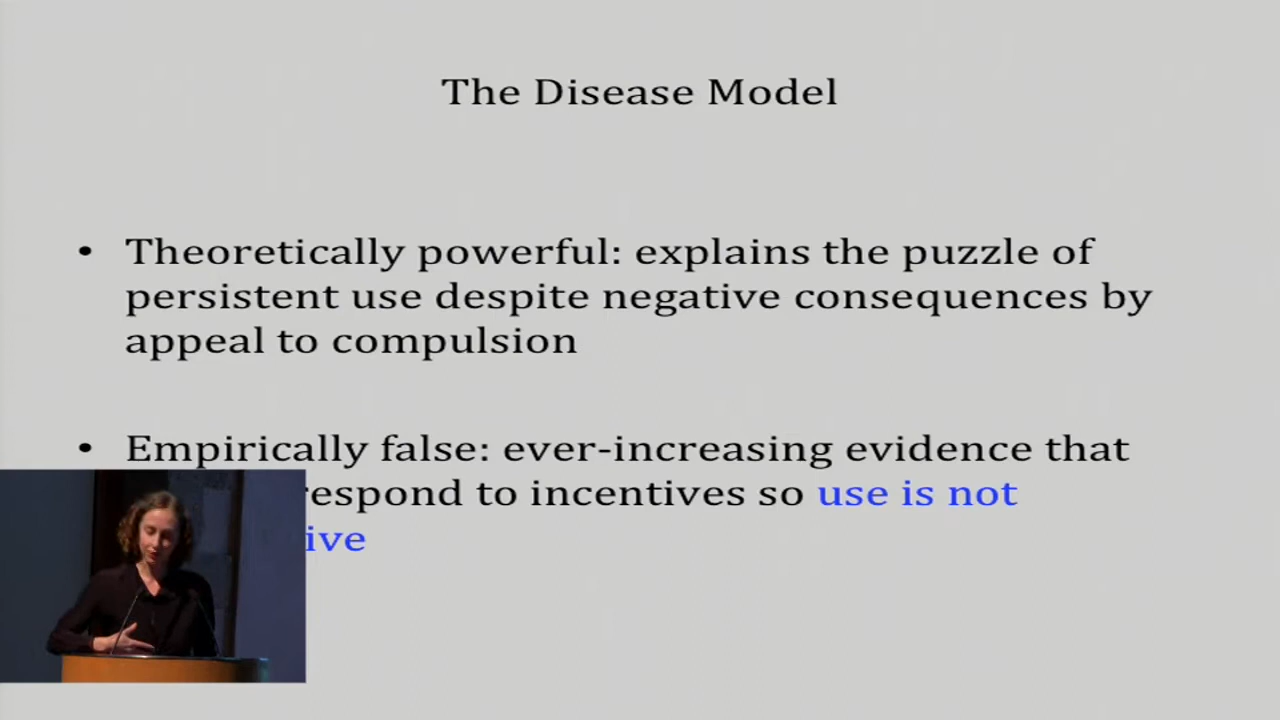 The Disease Model
• Theoretically powerful: explains the puzzle of
persistent use despite negative consequences by
appeal to compulsion
• Empirically false: ever-increasing evidence that
respond to incentives so use is not